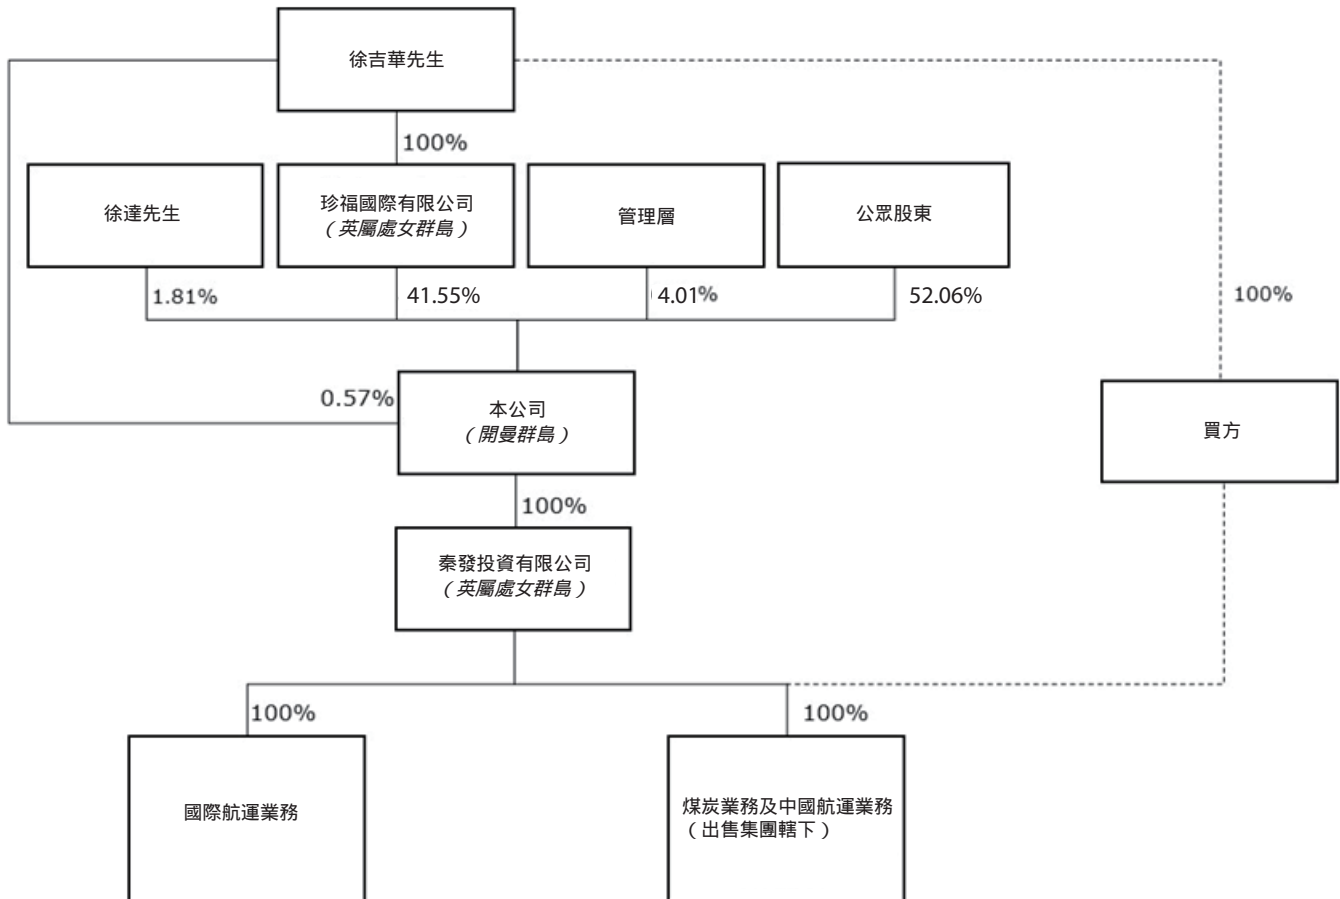 徐吉華先生
100%
徐達先生
珍福國際有限公司
（英屬處女群島）
管理層
公眾股東
1.81%
41.55%
4.01%
52.06%
100%
0.57%
本公司
（開曼群島）
買方
100%
秦發投資有限公司
（英屬處女群島）
100%
100%
國際航運業務
煤炭業務及中國航運業務
（出售集團轄下）